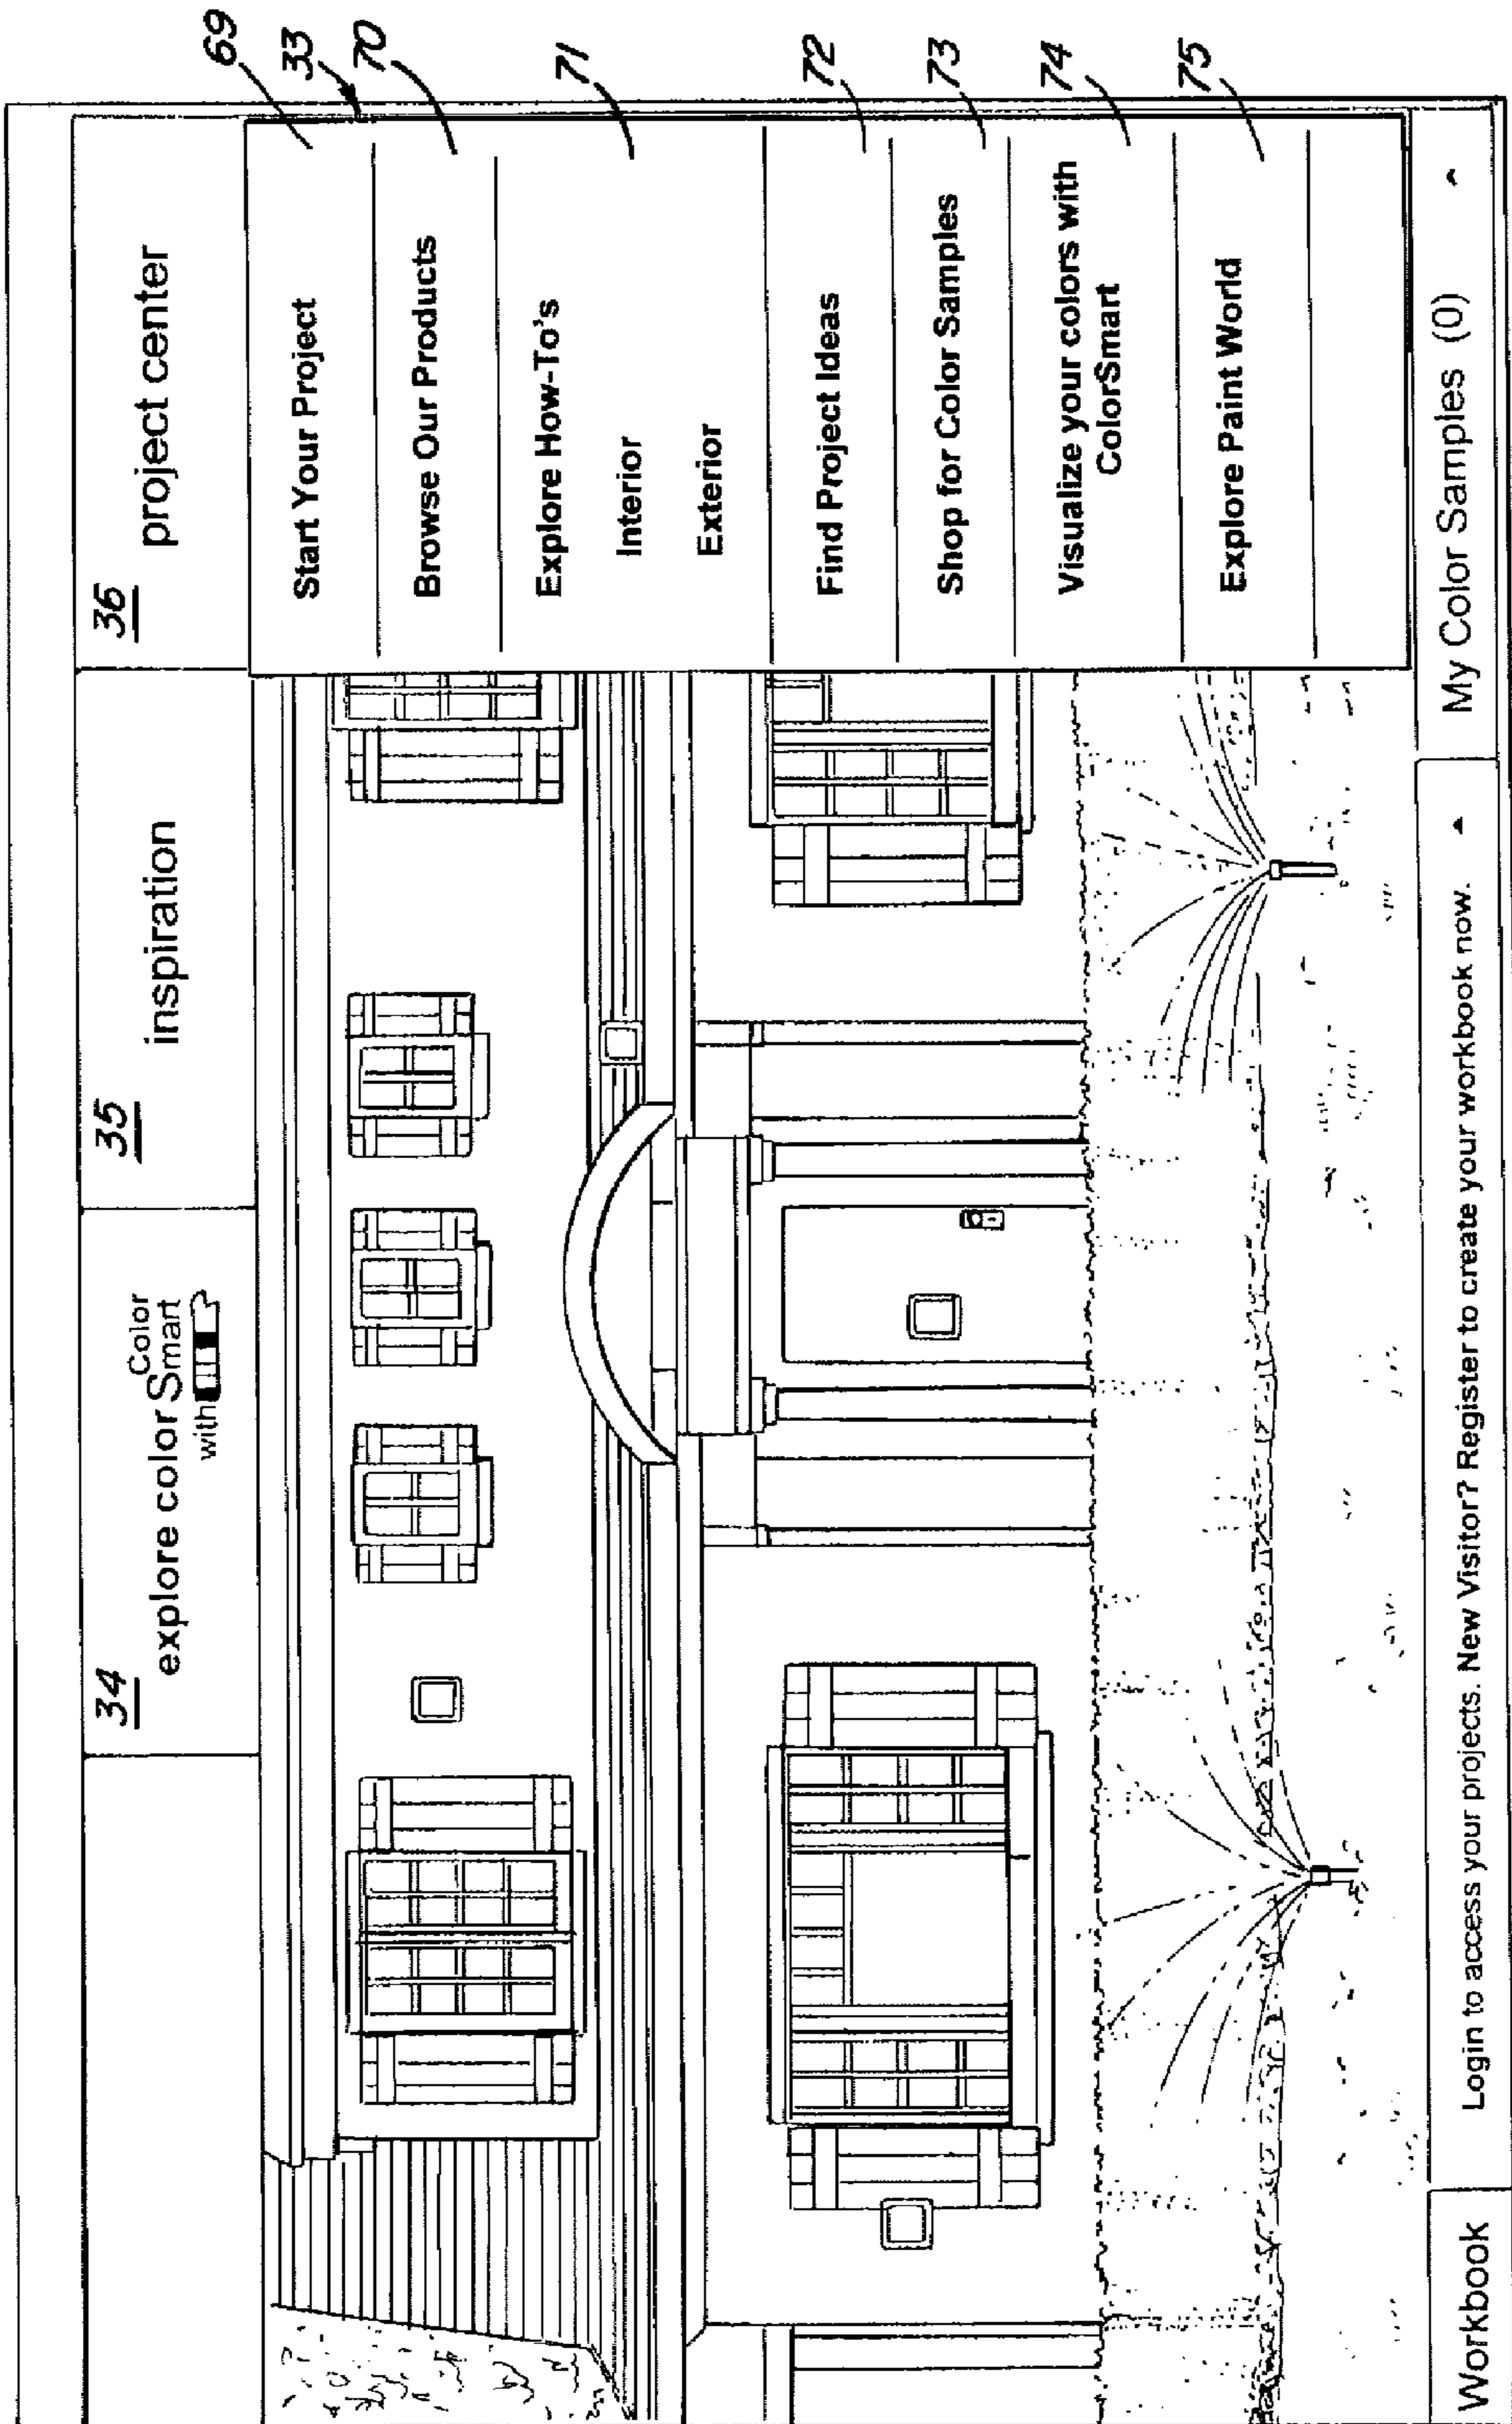 34
explore color
Color
Smart
with
35
inspiration
36
project center
Start Your Project
69
33
Browse Our Products
70
Explore How-To's
71
Interior
Exterior
Find Project Ideas
72
Shop for Color Samples
73
Visualize your colors with
ColorSmart
74
Explore Paint World
75
Workbook
Login to access your projects. New Visitor? Register to create your workbook now.
My Color Samples (0)